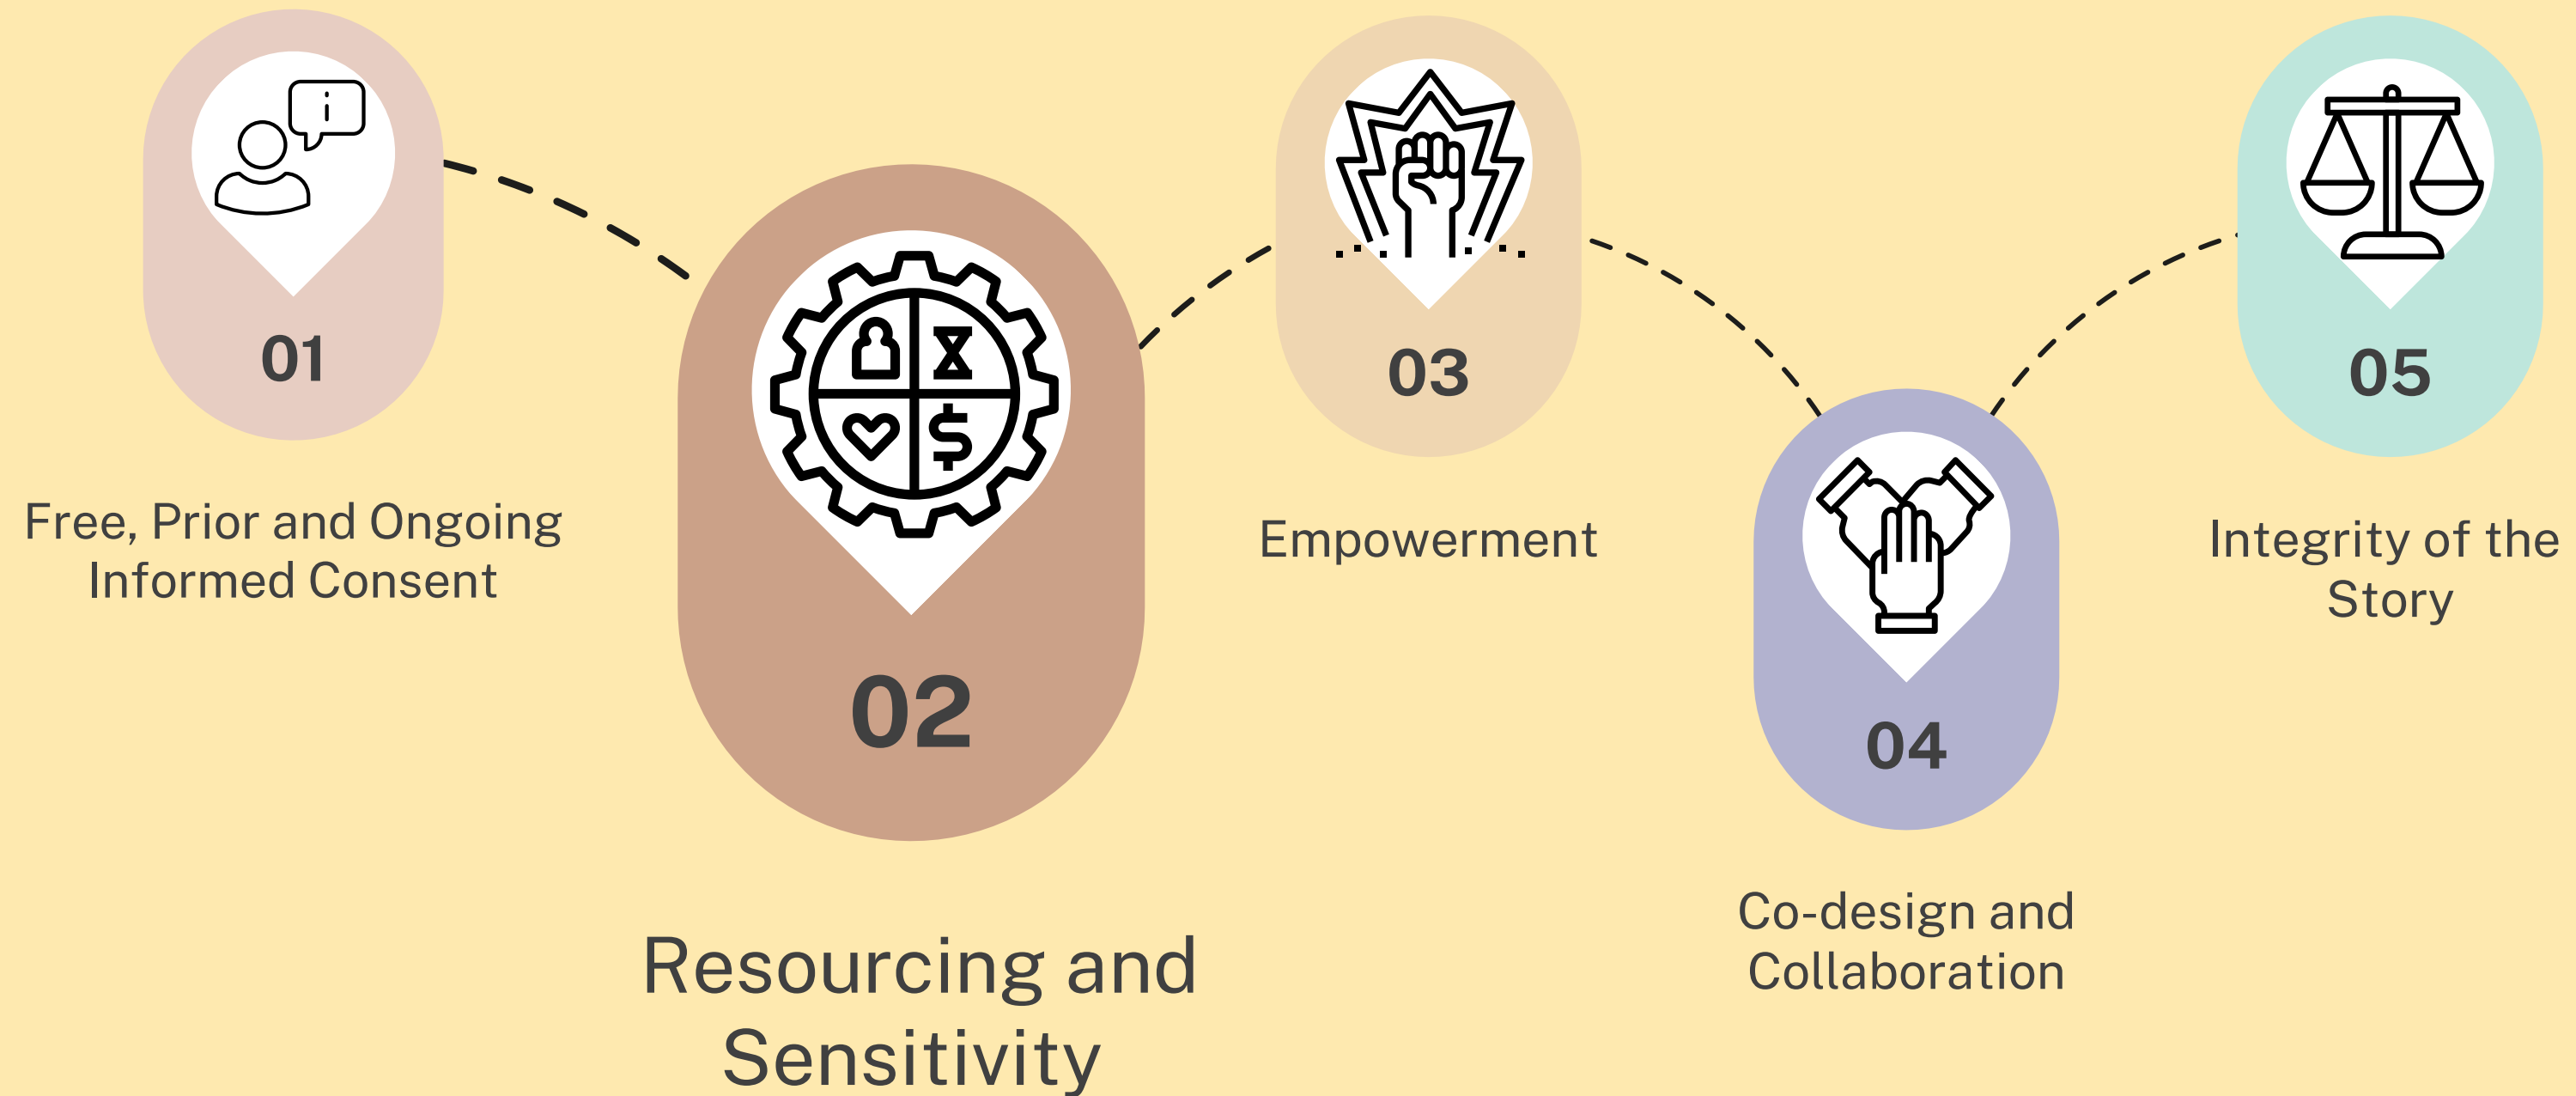 i
01
Free, Prior and Ongoing
Informed Consent
$
02
Resourcing and
Sensitivity
03
Empowerment
04
Co-design and
Collaboration
05
Integrity of the
Story